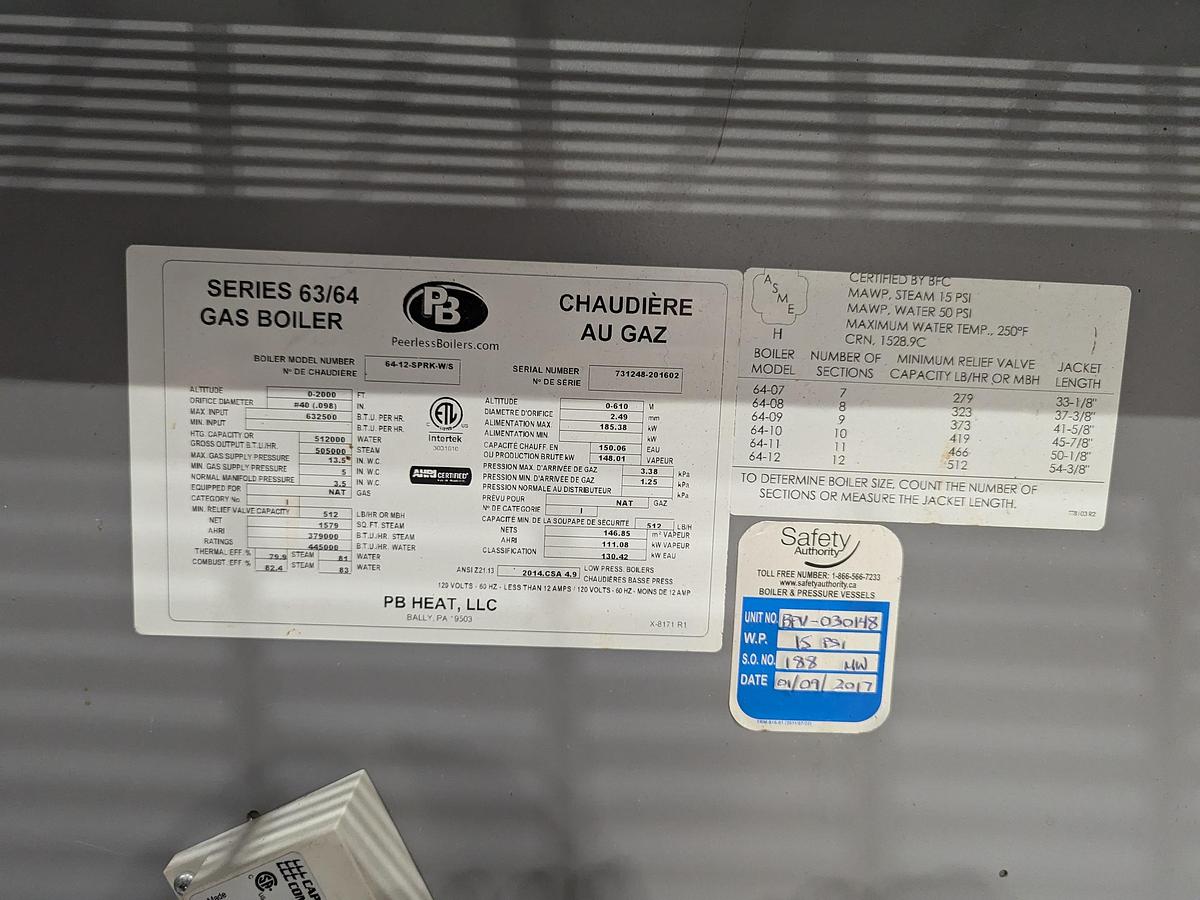 SERIES 63/64
GAS BOILER
PB
PeerlessBoilers.com
CHAUDIÈRE
AU GAZ
BOILER MODEL NUMBER
Nº DE CHAUDIÈRE
64-12-SPRK-W/S
SERIAL NUMBER
Nº DE SÉRIE
731248-201602
ALTITUDE 0-2000 FT.
ORIFICE DIAMETER #40 (.098) IN
MAX. INPUT 632500 B.T.U. PER HR.
MIN. INPUT B.T.U. PER HR.
HTG. CAPACITY OR 512000 WATER
GROSS OUTPUT B.T.U./HR. 505000 STEAM
MAX. GAS SUPPLY PRESSURE 13.5 IN. W.C.
MIN. GAS SUPPLY PRESSURE 5 IN. W.C.
NORMAL MANIFOLD PRESSURE 3.5 IN. W.C.
EQUIPPED FOR NAT GAS
CATEGORY No. I
MIN. RELIEF VALVE CAPACITY 512 LB/HR OR MBH
NET 1579 SQ. FT. STEAM
AHRI 379000 B.T.U./HR. STEAM
RATINGS 445000 B.T.U./HR. WATER
THERMAL EFF. % 79.9 STEAM 81 WATER
COMBUST. EFF. % 82.4 STEAM 83 WATER
ETL
C US
Intertek
AHRI CERTIFIED
ALTITUDE 0-610 M
DIAMETRE D'ORIFICE 2.49 mm
ALIMENTATION MAX. 185.38 kW
ALIMENTATION MIN. kW
CAPACITÉ CHAUFF. EN 150.06 EAU
OU PRODUCTION BRUTE kW 148.01 VAPEUR
PRESSION MAX. D'ARRIVÉE DE GAZ 3.38 kPa
PRESSION MIN. D'ARRIVÉE DE GAZ 1.25 kPa
PRESSION NORMALE AU DISTRIBUTEUR kPa
PRÉVU POUR NAT GAZ
Nº DE CATEGORIE I
CAPACITÉ MIN. DE LA SOUPAPE DE SÉCURITÉ 512 LB/H
NETS 146.85 m² VAPEUR
AHRI 111.08 kW VAPEUR
CLASSIFICATION 130.42 kW EAU
ANSI Z21.13 2014.CSA 4.9 LOW PRESS. BOILERS
CHAUDIÈRES BASSE PRESS
120 VOLTS - 60 HZ - LESS THAN 12 AMPS / 120 VOLTS - 60 HZ - MOINS DE 12 AMP
PB HEAT, LLC
BALLY, PA 19503
X-8171 R1
ASME
H
CERTIFIED BY BFC
MAWP, STEAM 15 PSI
MAWP, WATER 50 PSI
MAXIMUM WATER TEMP., 250°F
CRN, 1528.9C
BOILER MODEL NUMBER OF SECTIONS MINIMUM RELIEF VALVE CAPACITY LB/HR OR MBH JACKET LENGTH
64-07 7 279 33-1/8"
64-08 8 323 37-3/8"
64-09 9 373 41-5/8"
64-10 10 419 45-7/8"
64-11 11 466 50-1/8"
64-12 12 512 54-3/8"
TO DETERMINE BOILER SIZE, COUNT THE NUMBER OF
SECTIONS OR MEASURE THE JACKET LENGTH.
Safety
Authority
TOLL FREE NUMBER: 1-866-566-7233
www.safetyauthority.ca
BOILER & PRESSURE VESSELS
UNIT NO. BPV-030148
W.P. 15 PSI
S.O. NO. 188 MW
DATE 01/09/2017
Made